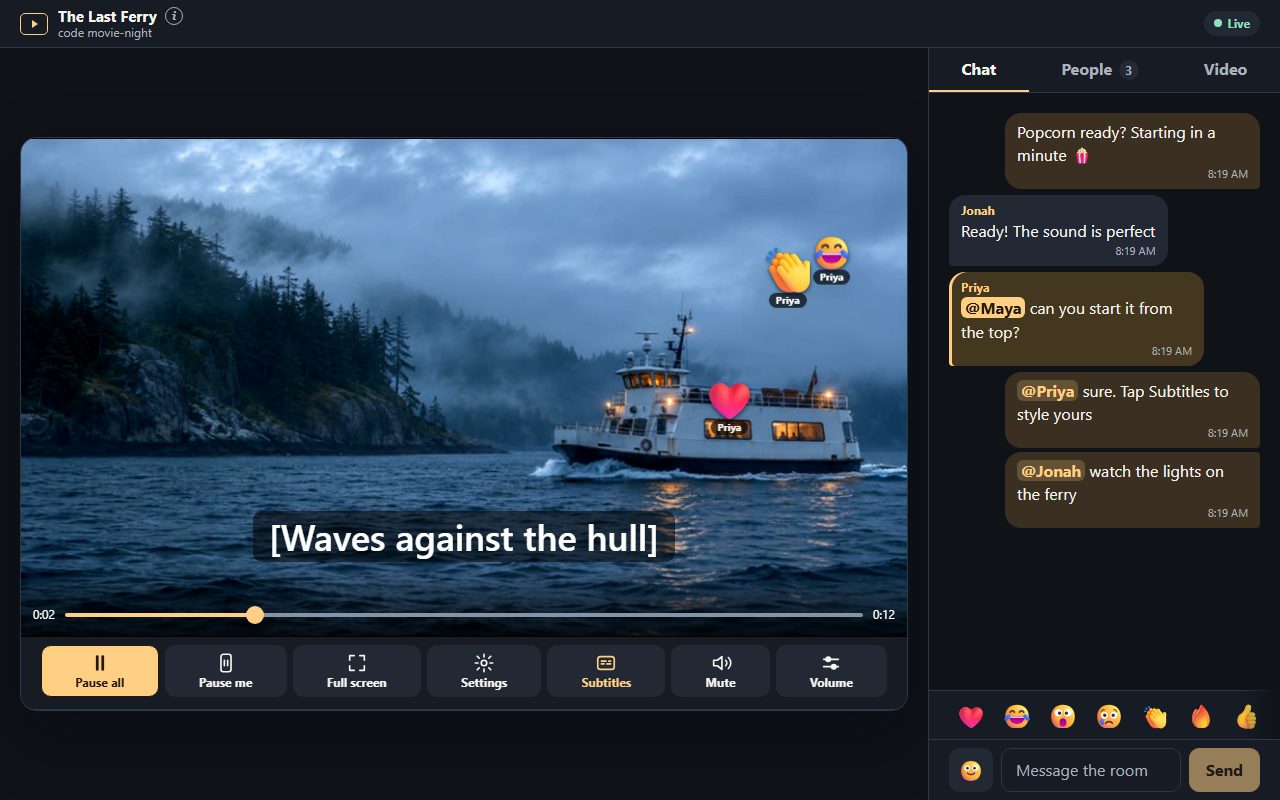 The Last Ferry
code movie-night
Live
Chat
People 3
Video
Popcorn ready? Starting in a
minute 🍿
8:19 AM
Jonah
Ready! The sound is perfect
8:19 AM
Priya
@Maya can you start it from
the top?
8:19 AM
@Priya sure. Tap Subtitles to
style yours
8:19 AM
@Jonah watch the lights on
the ferry
8:19 AM
Priya
Priya
Priya
[Waves against the hull]
0:02
0:12
Pause all
Pause me
Full screen
Settings
Subtitles
Mute
Volume
Message the room
Send